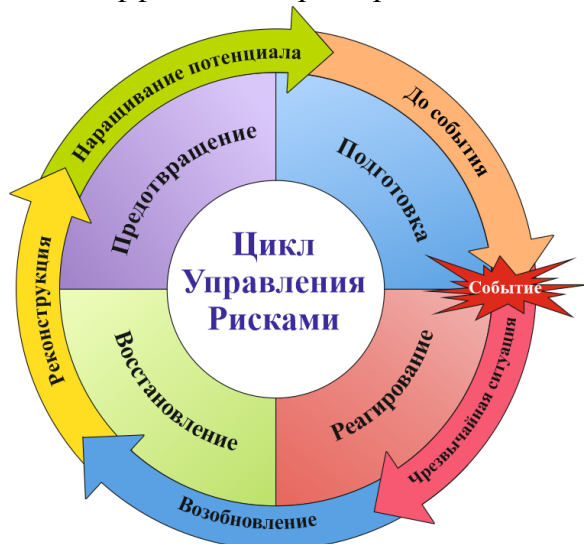 Наращивание потенциала
До события
Предотвращение
Подготовка
Цикл
Управления
Рисками
Событие
Реконструкция
Восстановление
Реагирование
Чрезвычайная ситуация
Возобновление